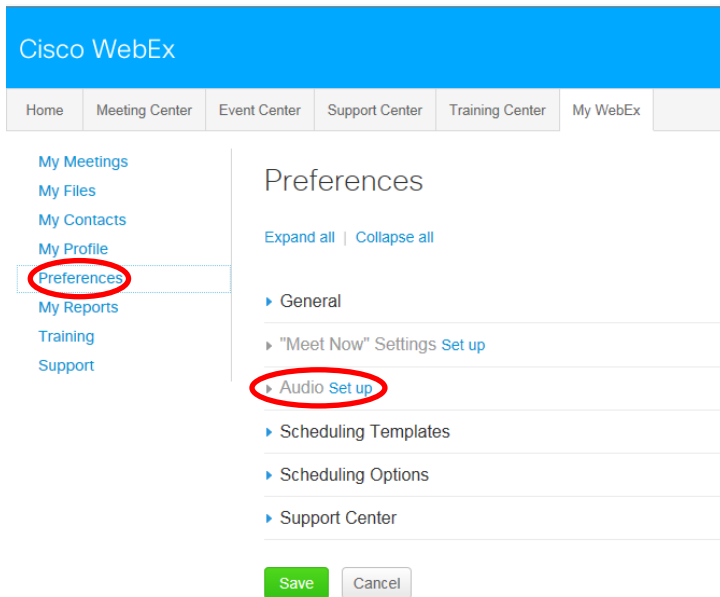 Cisco WebEx
Home Meeting Center Event Center Support Center Training Center My WebEx
My Meetings
My Files
My Contacts
My Profile
Preferences
My Reports
Training
Support
Preferences
Expand all | Collapse all
General
"Meet Now" Settings Set up
Audio Set up
Scheduling Templates
Scheduling Options
Support Center
Save Cancel